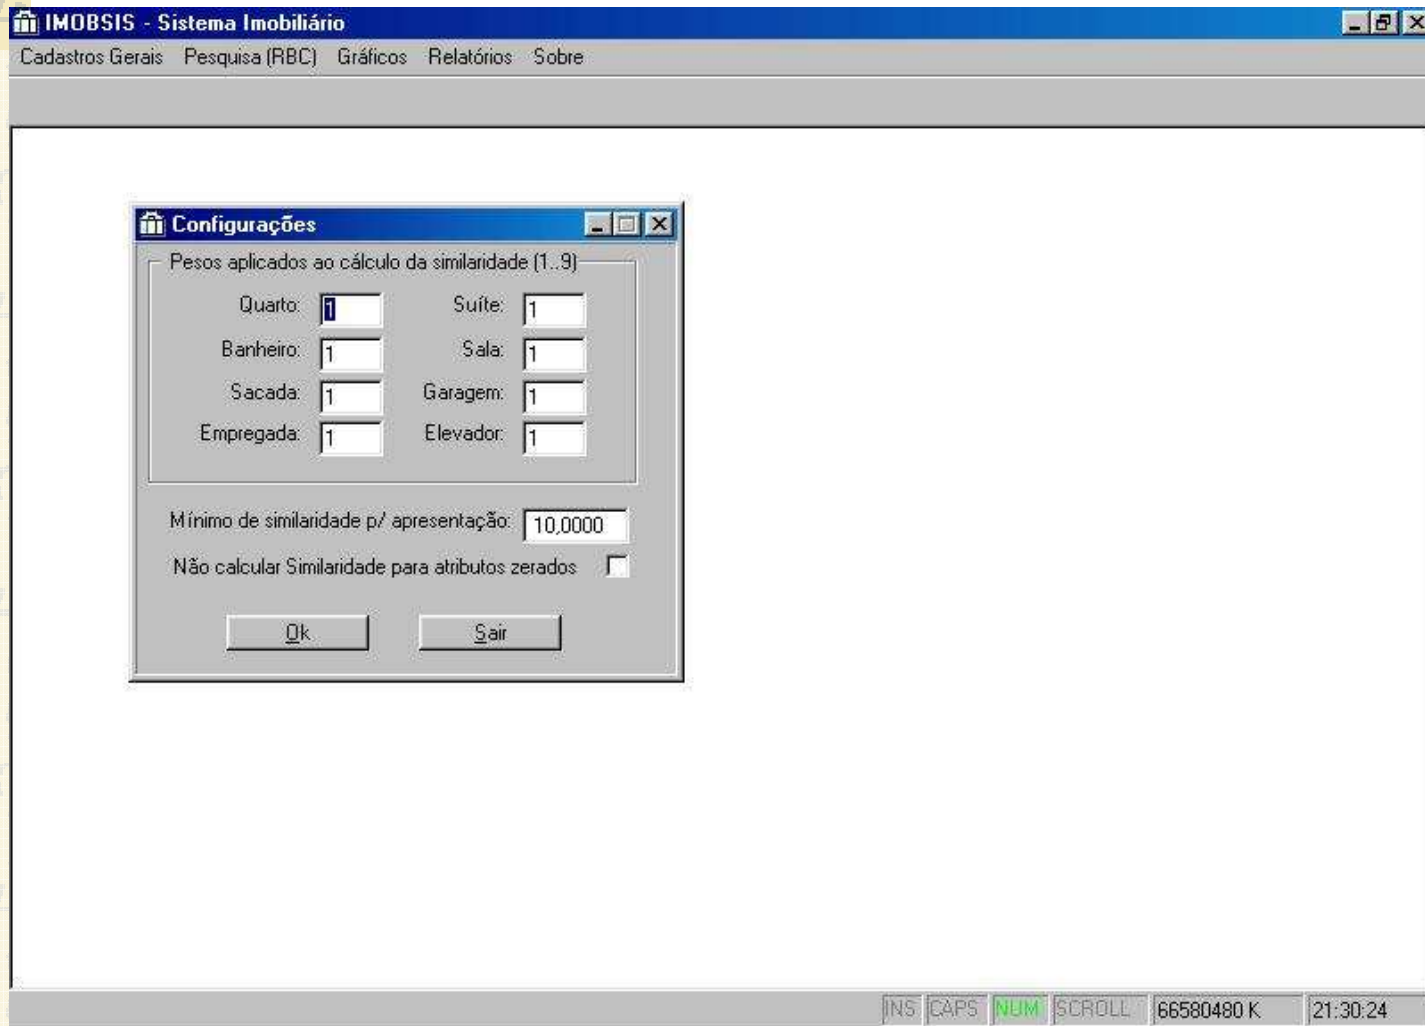 IMOBSIS - Sistema Imobiliário
Cadastros Gerais Pesquisa (RBC) Gráficos Relatórios Sobre
Configurações
Pesos aplicados ao cálculo da similaridade (1..9)
Quarto: 1 Suíte: 1
Banheiro: 1 Sala: 1
Sacada: 1 Garagem: 1
Empregada: 1 Elevador: 1
Mínimo de similaridade p/ apresentação: 10,0000
Não calcular Similaridade para atributos zerados
Ok Sair
INS CAPS NUM SCROLL 66580480 K 21:30:24